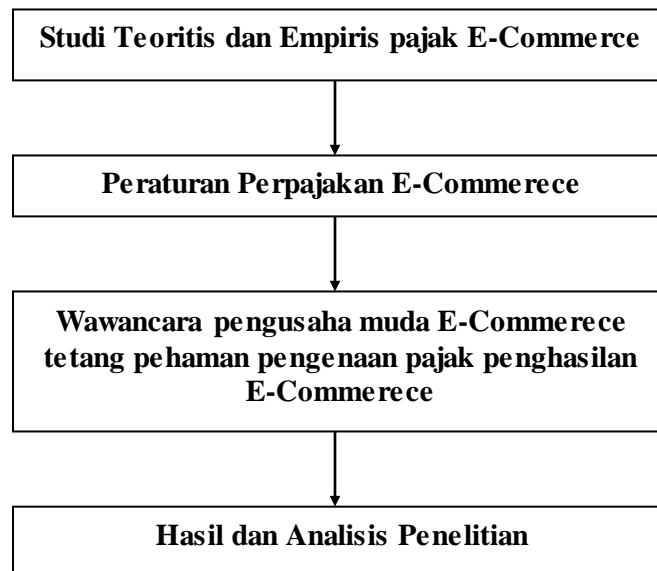 Studi Teoritis dan Empiris pajak E-Commerce
Peraturan Perpajakan E-Commerece
Wawancara pengusaha muda E-Commerece
tetang pehaman pengenaan pajak penghasilan
E-Commerece
Hasil dan Analisis Penelitian